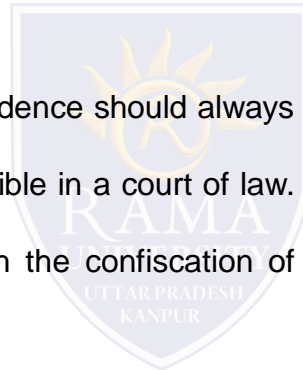 dence should always
ible in a court of law.
n the confiscation of
RAMA
UNIVERSITY
UTTAR PRADESH
KANPUR